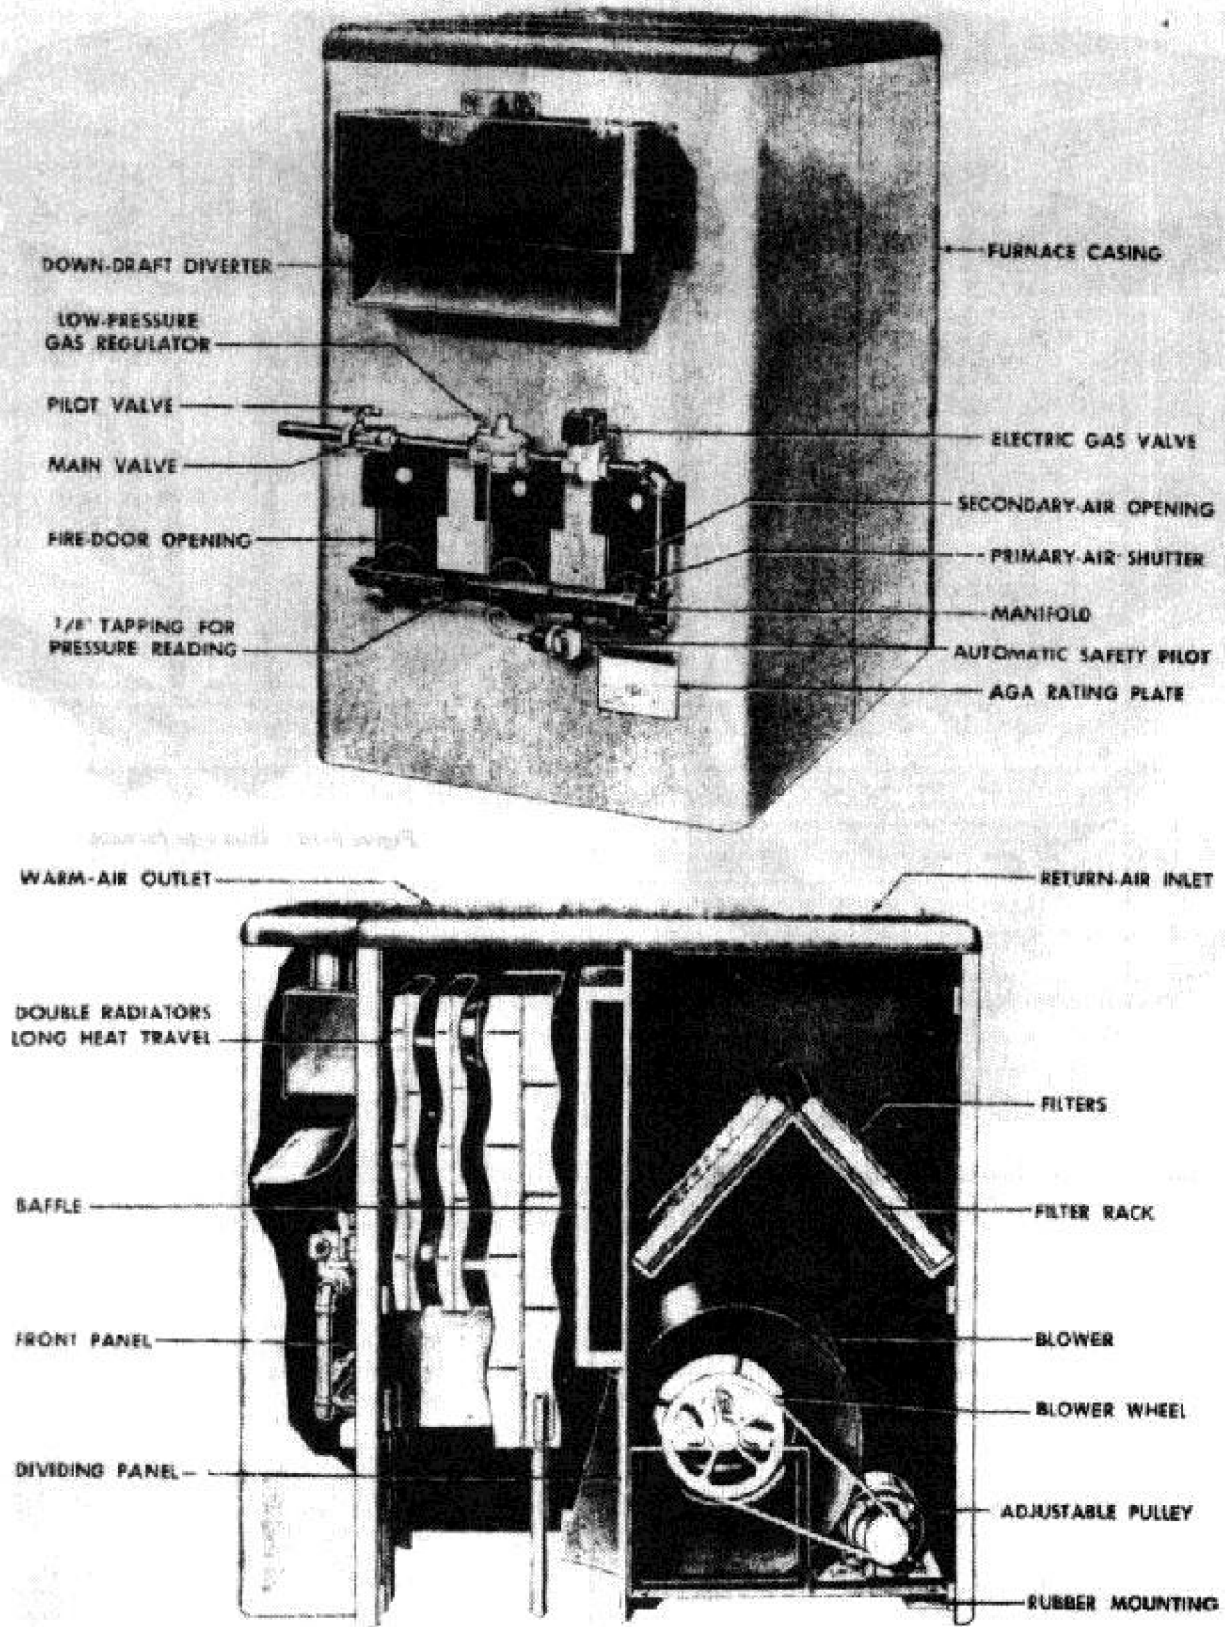 DOWN-DRAFT DIVERTER
LOW-PRESSURE
GAS REGULATOR
PILOT VALVE
MAIN VALVE
FIRE-DOOR OPENING
1/8" TAPPING FOR
PRESSURE READING
FURNACE CASING
ELECTRIC GAS VALVE
SECONDARY-AIR OPENING
PRIMARY-AIR SHUTTER
MANIFOLD
AUTOMATIC SAFETY PILOT
AGA RATING PLATE
WARM-AIR OUTLET
RETURN-AIR INLET
DOUBLE RADIATORS
LONG HEAT TRAVEL
BAFFLE
FRONT PANEL
DIVIDING PANEL
FILTERS
FILTER RACK
BLOWER
BLOWER WHEEL
ADJUSTABLE PULLEY
RUBBER MOUNTING